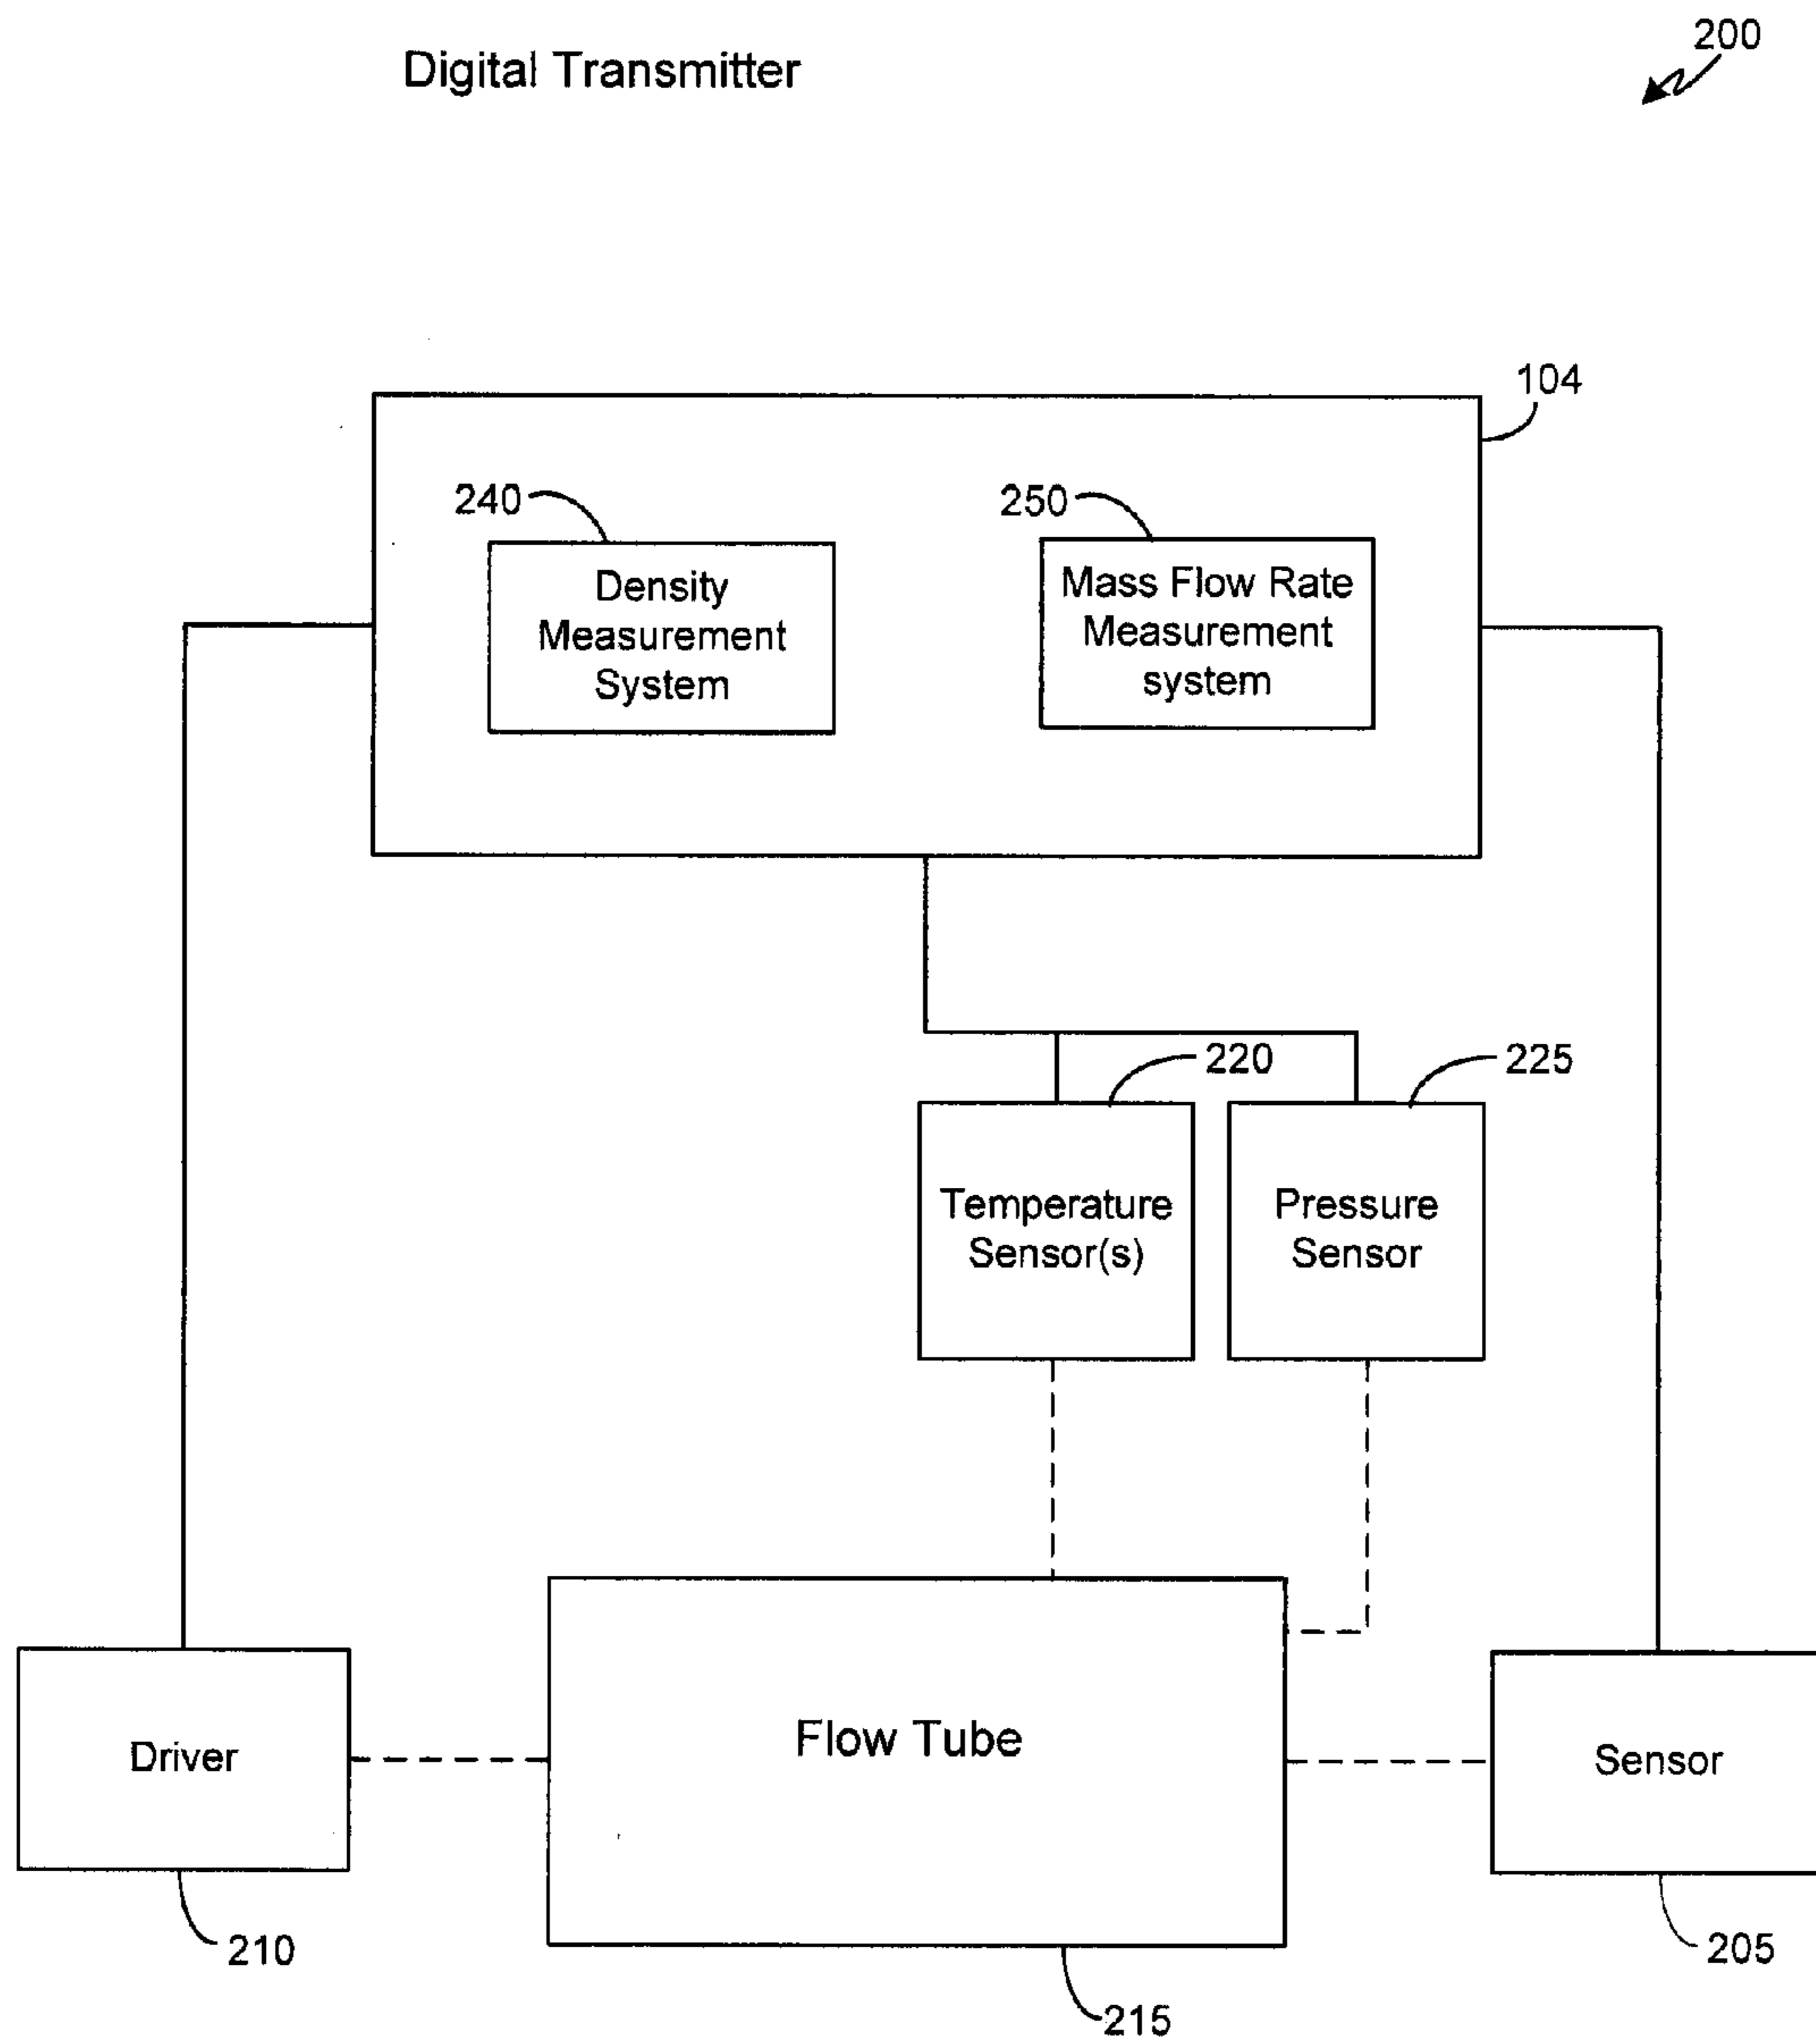 Digital Transmitter
200
104
240
250
Density
Measurement
System
Mass Flow Rate
Measurement
system
220
225
Temperature
Sensor(s)
Pressure
Sensor
Driver
Flow Tube
Sensor
210
215
205